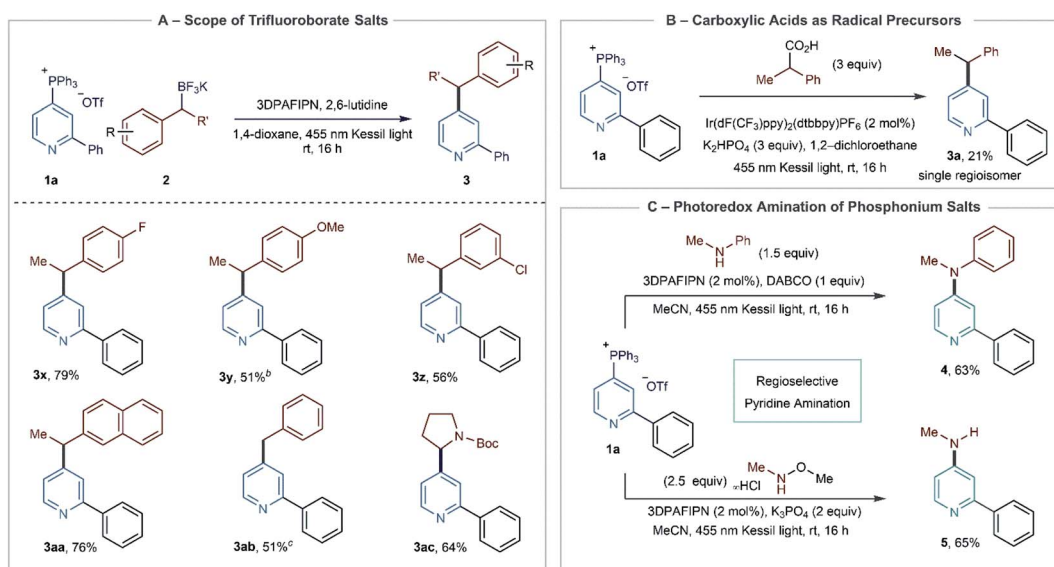 A – Scope of Trifluoroborate Salts
+
PPh3
−OTf
N
Ph
1a
BF3K
R'
R
2
3DPAFIPN, 2,6-lutidine
1,4-dioxane, 455 nm Kessil light
rt, 16 h
R'
R
N
Ph
3
Me
F
N
3x, 79%
Me
OMe
N
3y, 51%b
Me
Cl
N
3z, 56%
Me
N
3aa, 76%
N
3ab, 51%c
N
Boc
N
3ac, 64%
B – Carboxylic Acids as Radical Precursors
+
PPh3
−OTf
N
1a
CO2H
Me
Ph
(3 equiv)
Ir(dF(CF3)ppy)2(dtbbpy)PF6 (2 mol%)
K2HPO4 (3 equiv), 1,2–dichloroethane
455 nm Kessil light, rt, 16 h
Me
Ph
N
3a, 21%
single regioisomer
C – Photoredox Amination of Phosphonium Salts
Me
N
H
Ph
(1.5 equiv)
3DPAFIPN (2 mol%), DABCO (1 equiv)
MeCN, 455 nm Kessil light, rt, 16 h
Me
N
N
4, 63%
+
PPh3
−OTf
N
1a
Regioselective
Pyridine Amination
(2.5 equiv)
HCl
Me
N
H
O
Me
3DPAFIPN (2 mol%), K3PO4 (2 equiv)
MeCN, 455 nm Kessil light, rt, 16 h
Me
N
H
N
5, 65%